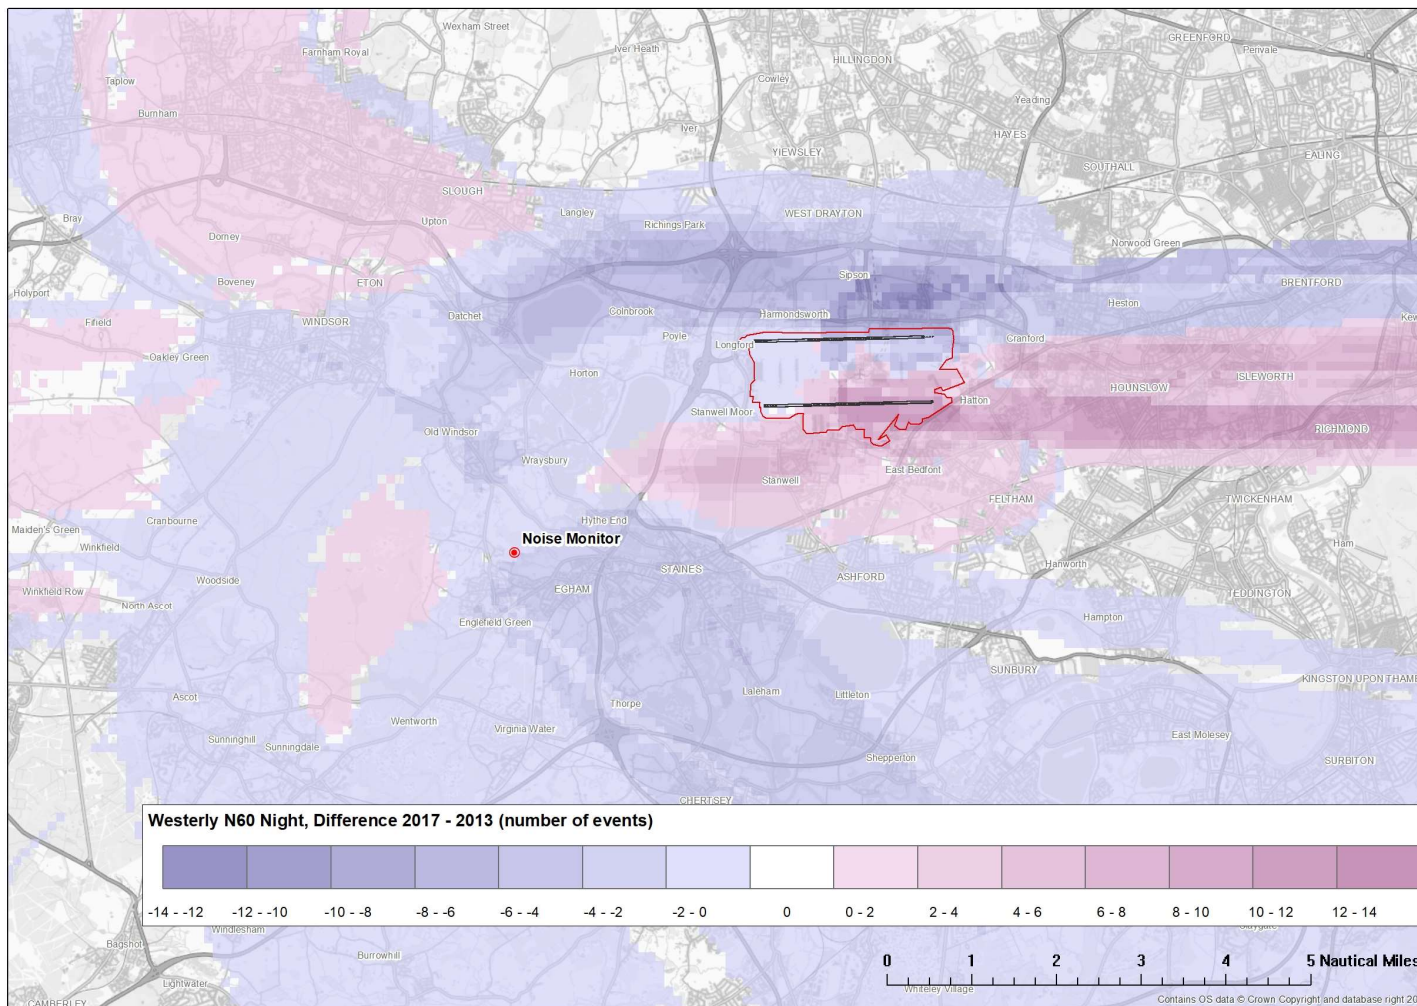 Wexham Street
GREENFORD
Iver Heath
Perivale
Farnham Royal
HILLINGDON
Taplow
Cowley
Yeading
Burnham
Iver
HAYES
YIEWSLEY
EALING
SOUTHALL
SLOUGH
Langley
WEST DRAYTON
Bray
Upton
Richings Park
Dorney
Norwood Green
Sipson
Boveney
ETON
BRENTFORD
Holyport
Heston
Datchet
Colnbrook
Harmondsworth
Kew
Fifield
WINDSOR
Poyle
Longford
Cranford
Oakley Green
Horton
ISLEWORTH
HOUNSLOW
Hatton
Stanwell Moor
Old Windsor
RICHMOND
Wraysbury
East Bedfont
Stanwell
FELTHAM
TWICKENHAM
Cranbourne
Hythe End
Maiden's Green
Noise Monitor
Ham
Winkfield
Hanworth
STAINES
ASHFORD
Woodside
EGHAM
Winkfield Row
TEDDINGTON
North Ascot
Hampton
Englefield Green
SUNBURY
KINGSTON UPON THAM
Ascot
Laleham
Littleton
Thorpe
Wentworth
Virginia Water
East Molesey
Sunninghill
Sunningdale
Shepperton
SURBITON
CHERTSEY
Westerly N60 Night, Difference 2017 - 2013 (number of events)
-14 - -12 -12 - -10 -10 - -8 -8 - -6 -6 - -4 -4 - -2 -2 - 0 0 0 - 2 2 - 4 4 - 6 6 - 8 8 - 10 10 - 12 12 - 14
Windlesham
Claygate
Bagshot
Burrowhill
0 1 2 3 4 5 Nautical Miles
Lightwater
Whiteley Village
CAMBERLEY
Contains OS data © Crown Copyright and database right 20